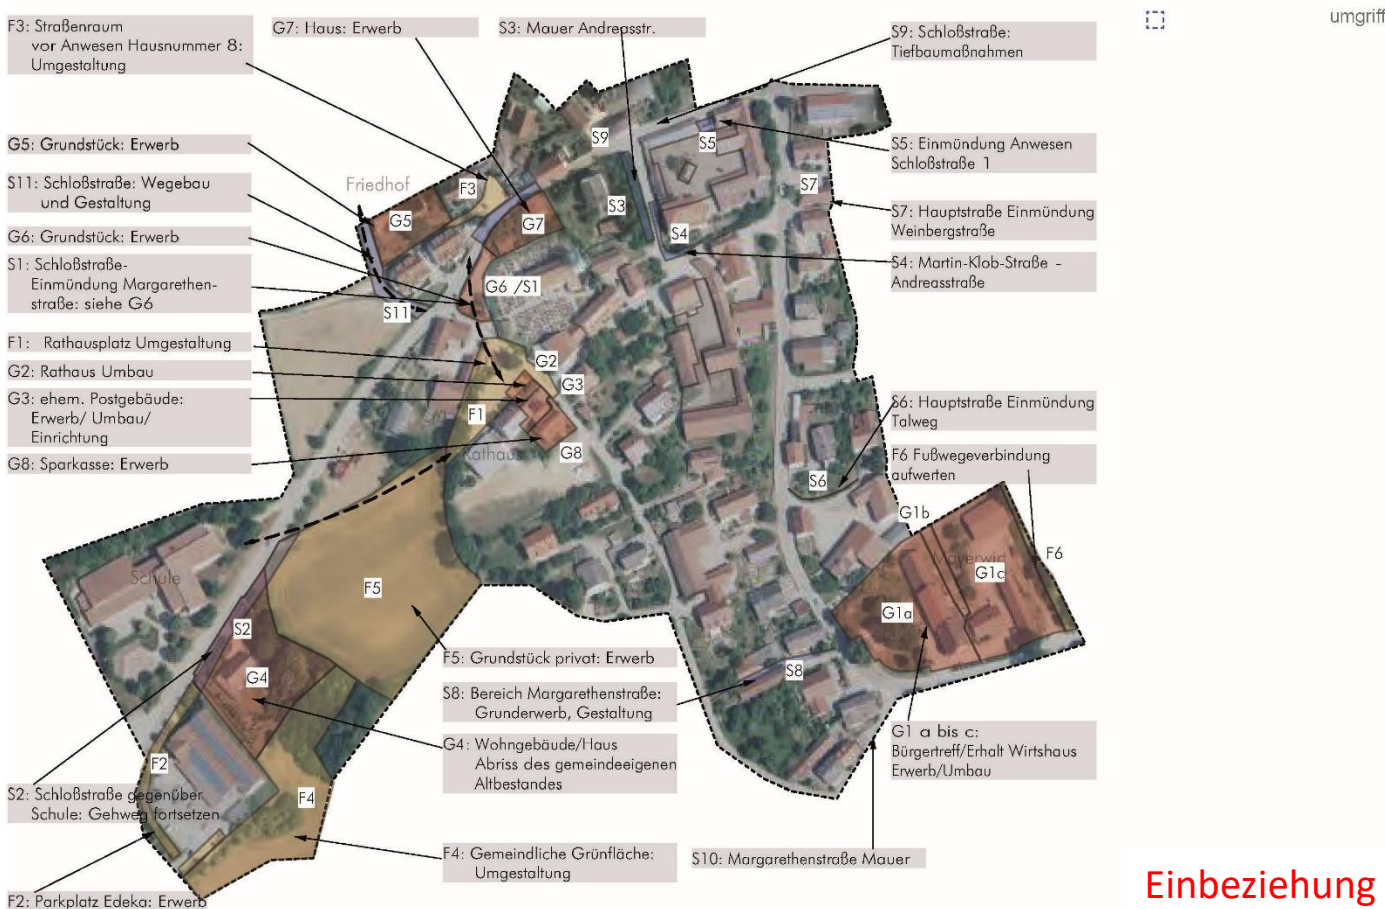 F3: Straßenraum
vor Anwesen Hausnummer 8:
Umgestaltung
G7: Haus: Erwerb
S3: Mauer Andreasstr.
S9: Schloßstraße:
Tiefbaumaßnahmen
umgriff
G5: Grundstück: Erwerb
S11: Schloßstraße: Wegebau
und Gestaltung
G6: Grundstück: Erwerb
S1: Schloßstraße-
Einmündung Margarethen-
straße: siehe G6
F1: Rathausplatz Umgestaltung
G2: Rathaus Umbau
G3: ehem. Postgebäude:
Erwerb/ Umbau/
Einrichtung
G8: Sparkasse: Erwerb
S5: Einmündung Anwesen
Schloßstraße 1
S7: Hauptstraße Einmündung
Weinbergstraße
S4: Martin-Klob-Straße -
Andreasstraße
S6: Hauptstraße Einmündung
Talweg
F6 Fußwegeverbindung
aufwerten
Friedhof
F3
G5
G7
S9
S5
S3
S4
S7
S11
G6 /S1
G2
G3
F1
Rathaus
G8
S6
G1b
Mayerwirt
G1c
F6
G1a
Schule
F5
S2
G4
S8
F2
F4
F5: Grundstück privat: Erwerb
S8: Bereich Margarethenstraße:
Grunderwerb, Gestaltung
G4: Wohngebäude/Haus
Abriss des gemeindeeigenen
Altbestandes
G1 a bis c:
Bürgertreff/Erhalt Wirtshaus
Erwerb/Umbau
S2: Schloßstraße gegenüber
Schule: Gehweg fortsetzen
F4: Gemeindliche Grünfläche:
Umgestaltung
S10: Margarethenstraße Mauer
F2: Parkplatz Edeka: Erwerb
Einbeziehung